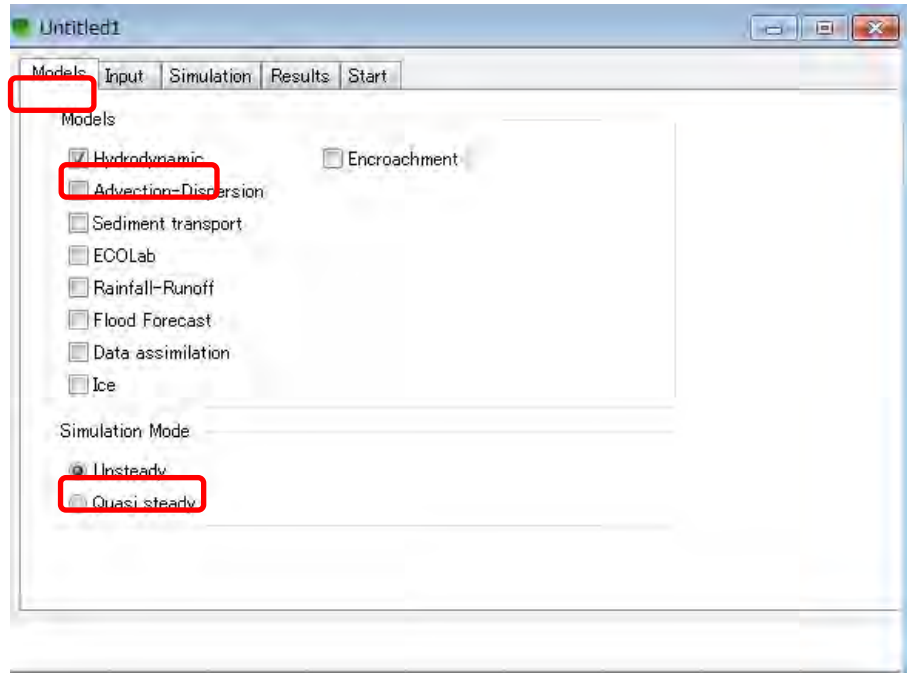 Untitled1
Models Input Simulation Results Start
Models
Hydrodynamic Encroachment
Advection-Dispersion
Sediment transport
ECOLab
Rainfall-Runoff
Flood Forecast
Data assimilation
Ice
Simulation Mode
Unsteady
Quasi steady